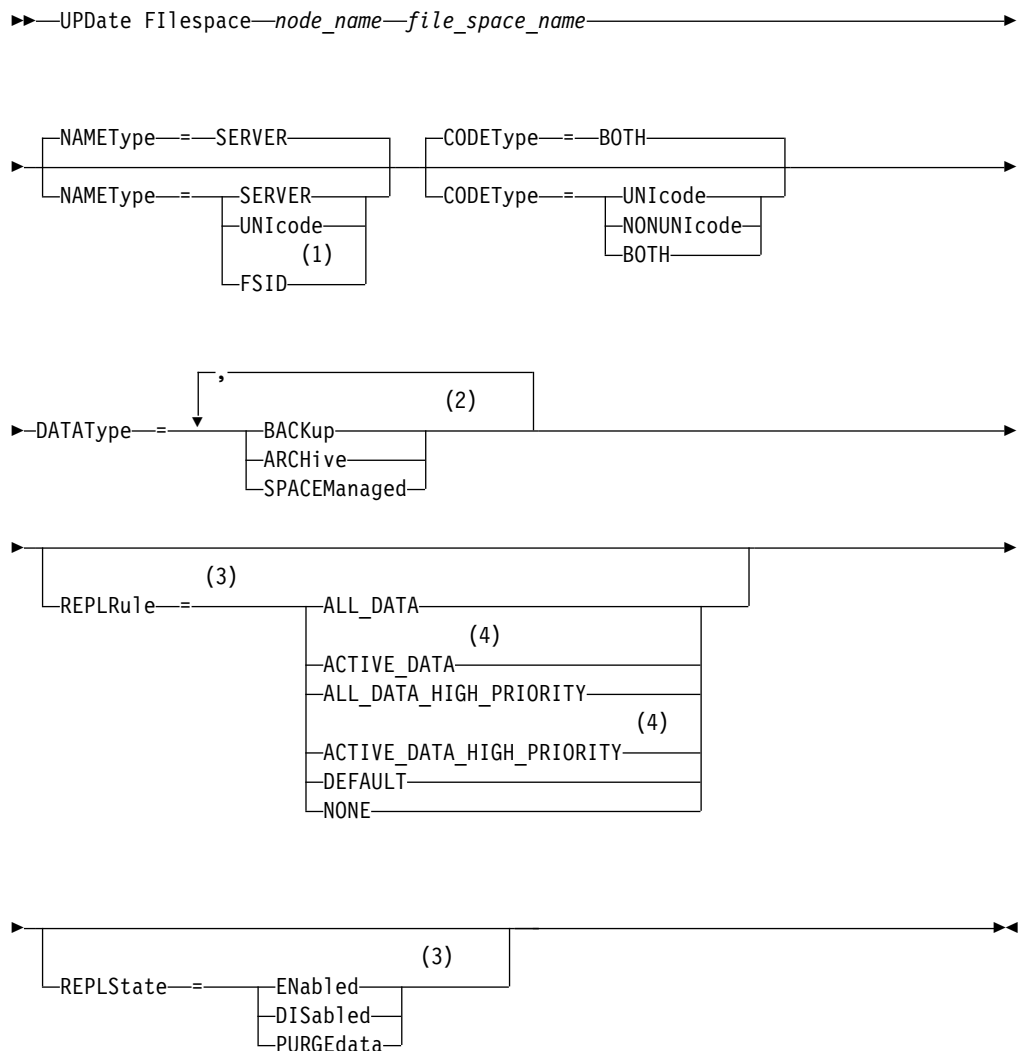 UPDate FIlespace node_name file_space_name
NAMEType = SERVER CODEType = BOTH
NAMEType = SERVER CODEType = UNIcode
UNIcode NONUNIcode
(1) BOTH
FSID
,
(2)
DATAType = BACKup
ARCHive
SPACEManaged
(3)
REPLRule = ALL_DATA
(4)
ACTIVE_DATA
ALL_DATA_HIGH_PRIORITY
(4)
ACTIVE_DATA_HIGH_PRIORITY
DEFAULT
NONE
(3)
REPLState = ENabled
DISabled
PURGEdata